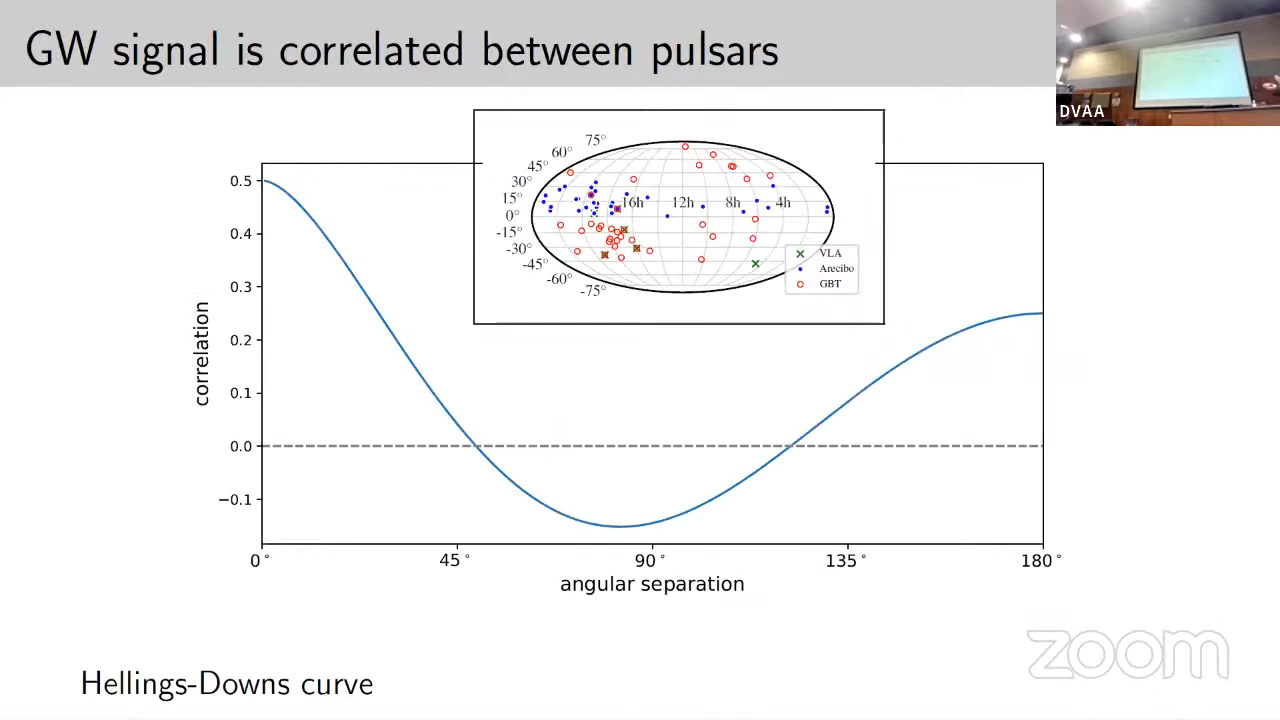 GW signal is correlated between pulsars
DVAA
75°
60°
45°
30°
15°
0°
-15°
-30°
-45°
-60°
-75°
16h 12h 8h 4h
VLA
Arecibo
GBT
0.5
0.4
0.3
0.2
0.1
0.0
−0.1
correlation
0° 45° 90° 135° 180°
angular separation
zoom
Hellings-Downs curve